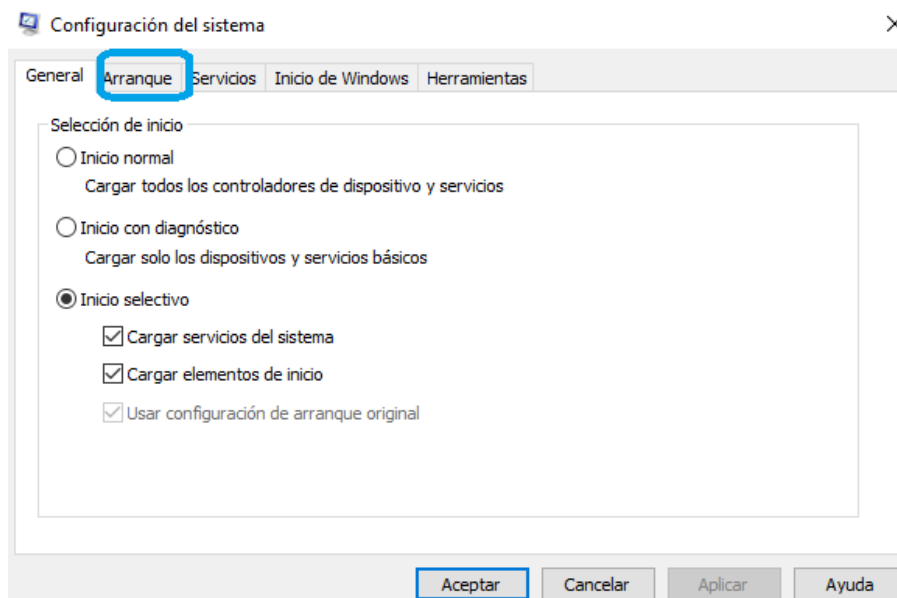 Configuración del sistema
General Arranque Servicios Inicio de Windows Herramientas
Selección de inicio
Inicio normal
Cargar todos los controladores de dispositivo y servicios
Inicio con diagnóstico
Cargar solo los dispositivos y servicios básicos
Inicio selectivo
Cargar servicios del sistema
Cargar elementos de inicio
Usar configuración de arranque original
Aceptar Cancelar Aplicar Ayuda